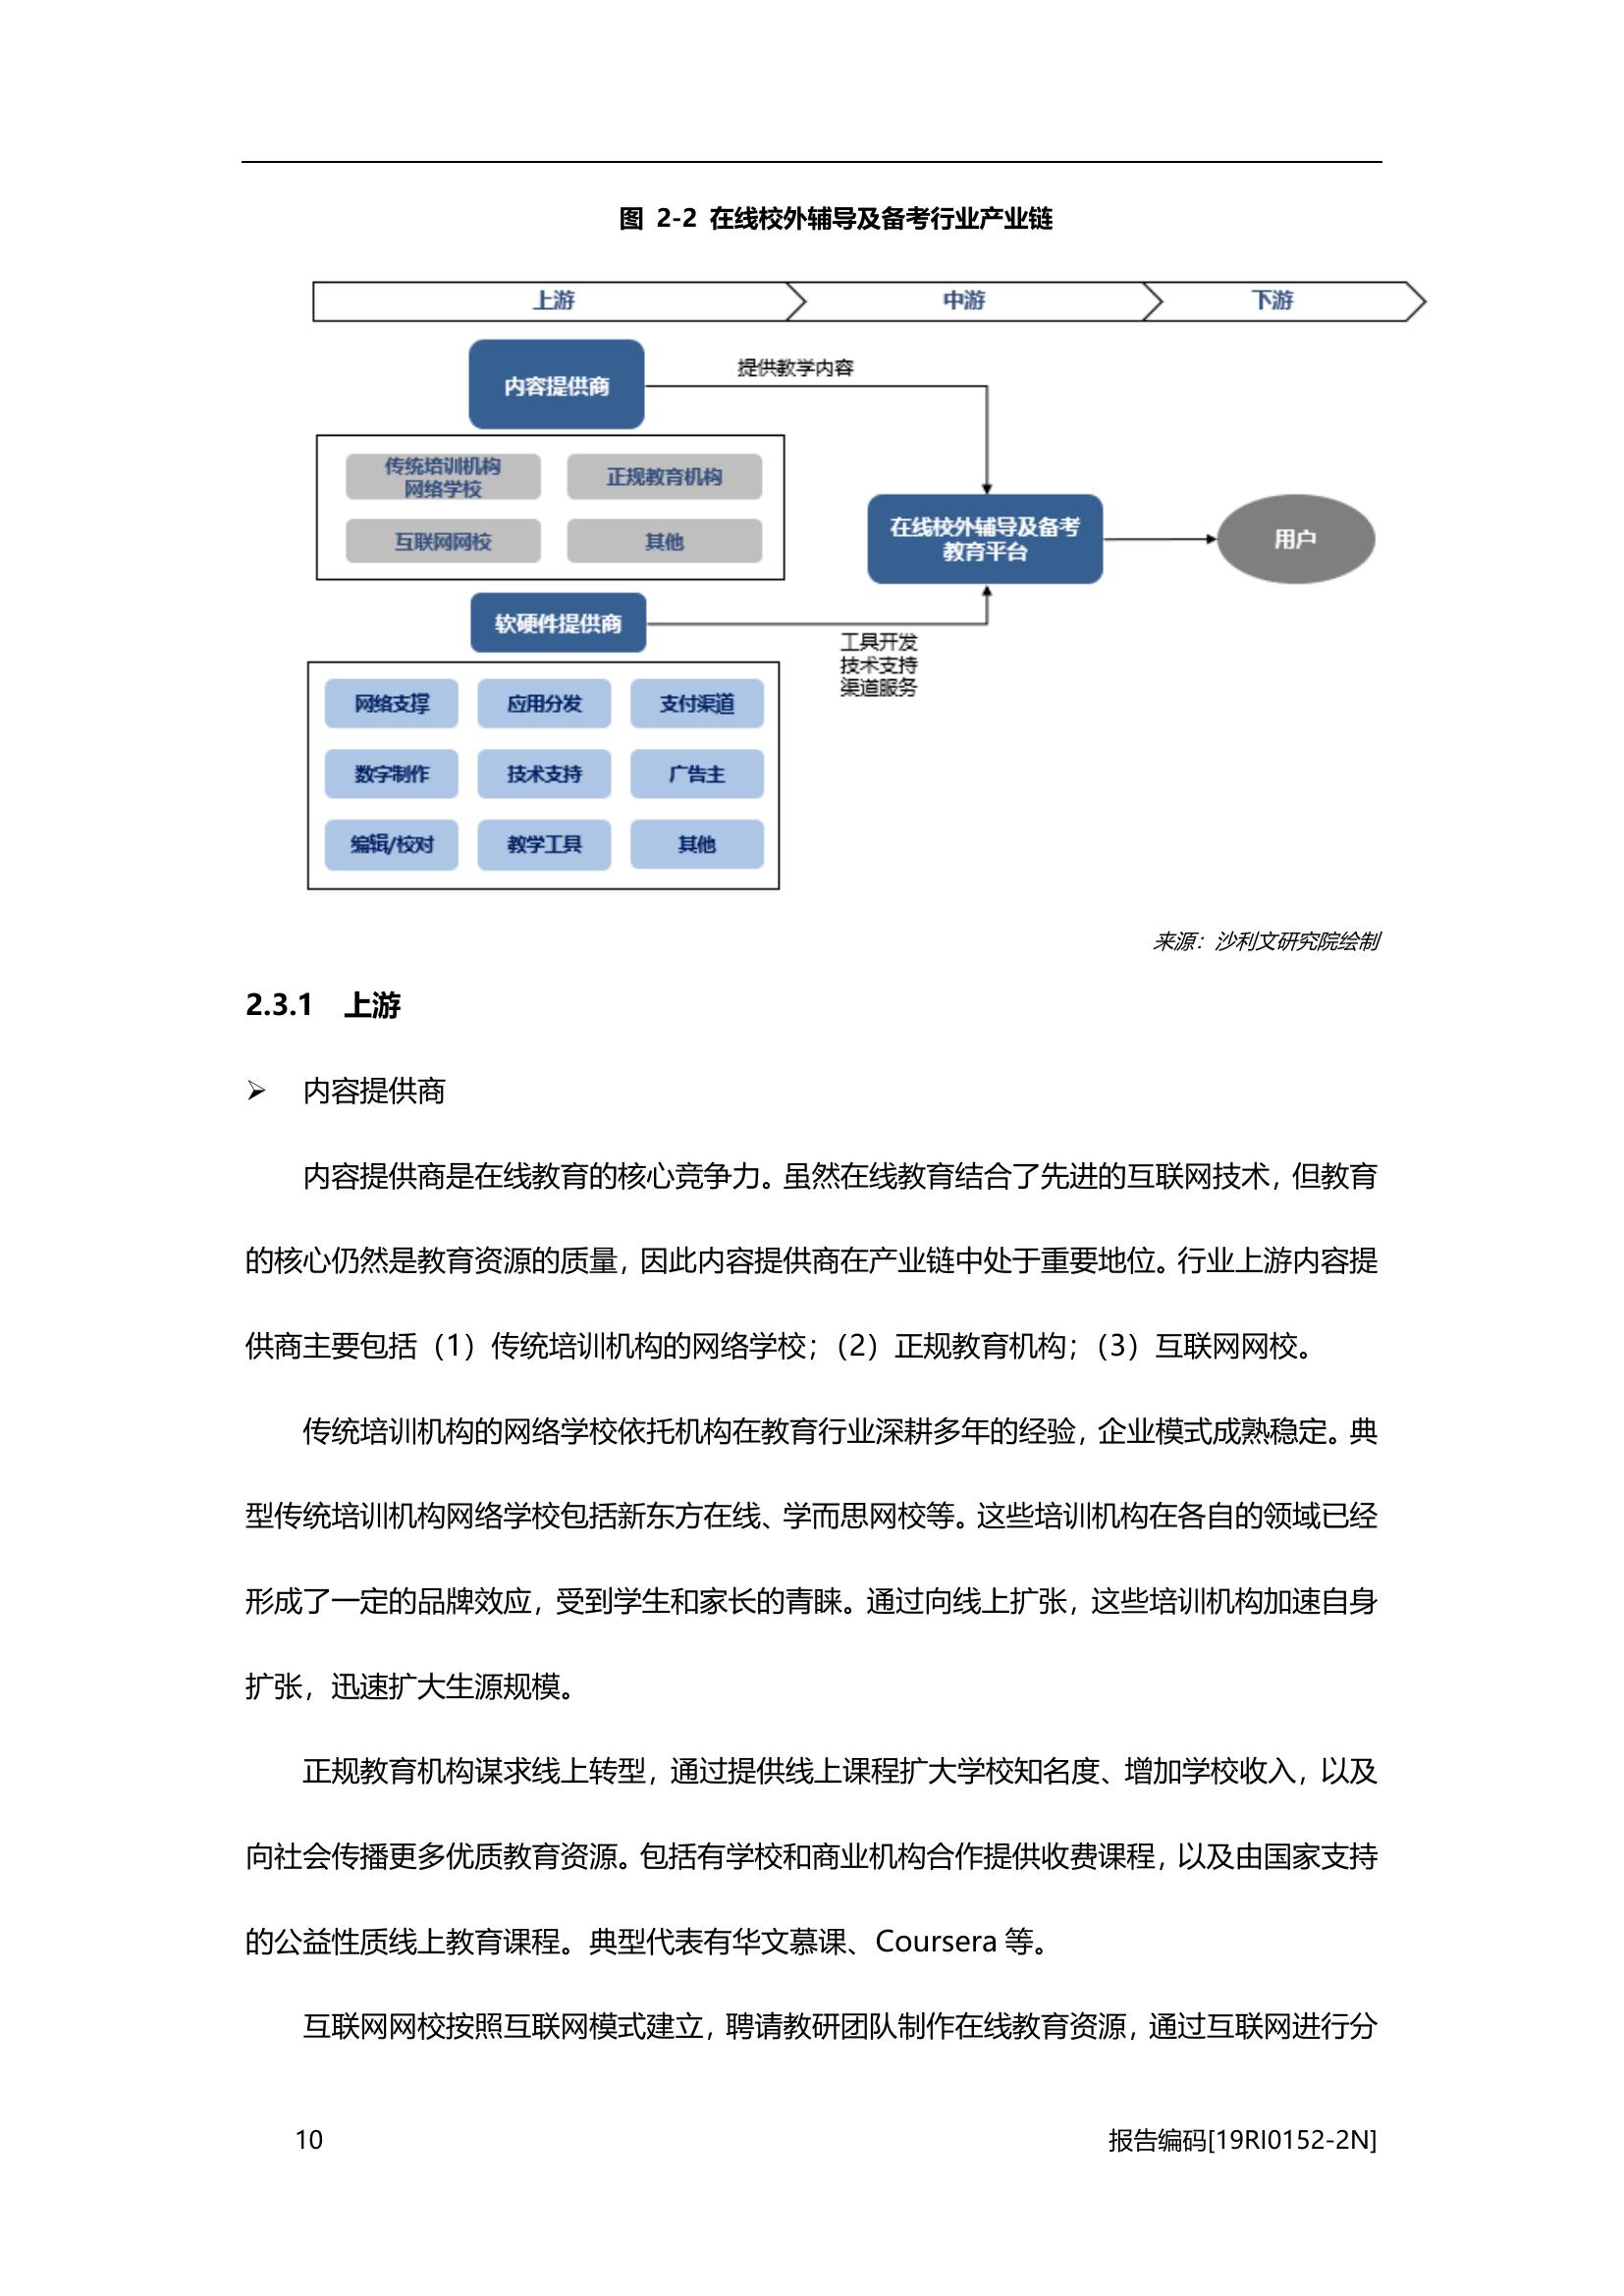 图 2-2 在线校外辅导及备考行业产业链
上游
中游
下游
内容提供商
提供教学内容
传统培训机构
网络学校
正规教育机构
互联网网校
其他
在线校外辅导及备考
教育平台
用户
软硬件提供商
工具开发
技术支持
渠道服务
网络支撑
应用分发
支付渠道
数字制作
技术支持
广告主
编辑/校对
教学工具
其他
来源：沙利文研究院绘制
2.3.1 上游
➢ 内容提供商
内容提供商是在线教育的核心竞争力。虽然在线教育结合了先进的互联网技术，但教育
的核心仍然是教育资源的质量，因此内容提供商在产业链中处于重要地位。行业上游内容提
供商主要包括（1）传统培训机构的网络学校；（2）正规教育机构；（3）互联网网校。
传统培训机构的网络学校依托机构在教育行业深耕多年的经验，企业模式成熟稳定。典
型传统培训机构网络学校包括新东方在线、学而思网校等。这些培训机构在各自的领域已经
形成了一定的品牌效应，受到学生和家长的青睐。通过向线上扩张，这些培训机构加速自身
扩张，迅速扩大生源规模。
正规教育机构谋求线上转型，通过提供线上课程扩大学校知名度、增加学校收入，以及
向社会传播更多优质教育资源。包括有学校和商业机构合作提供收费课程，以及由国家支持
的公益性质线上教育课程。典型代表有华文慕课、Coursera 等。
互联网网校按照互联网模式建立，聘请教研团队制作在线教育资源，通过互联网进行分
10
报告编码[19RI0152-2N]